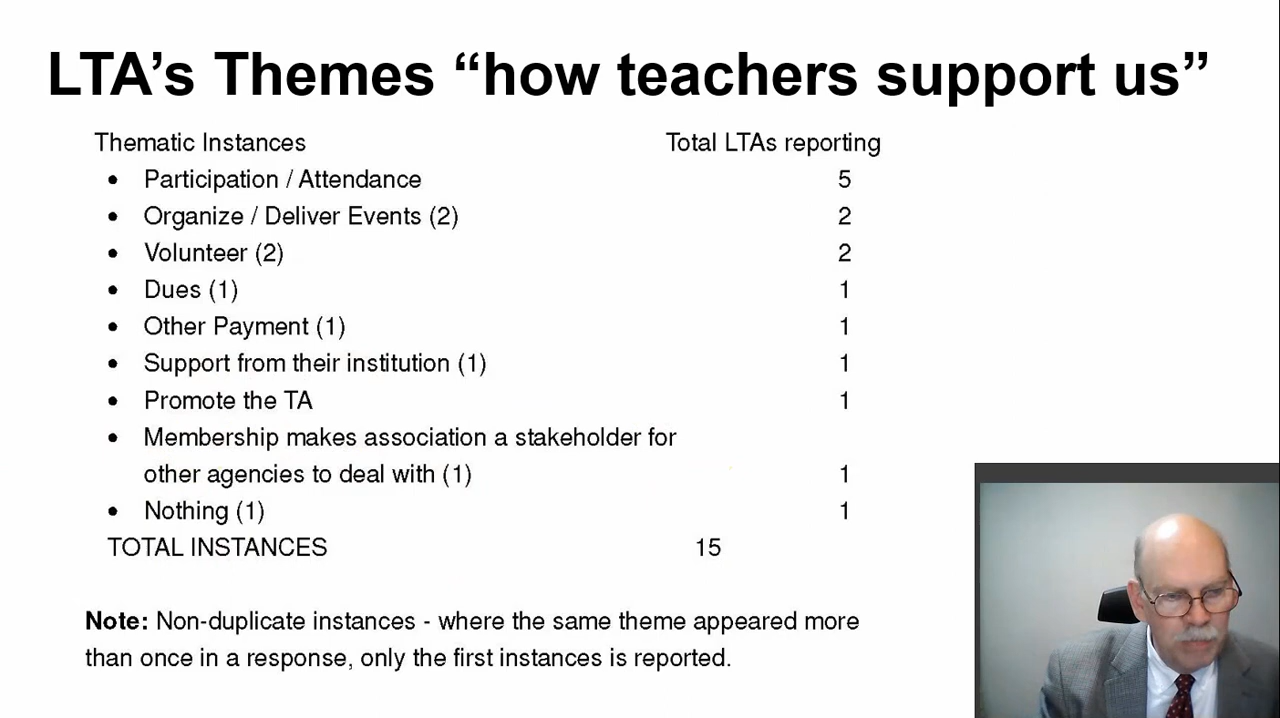 LTA’s Themes “how teachers support us”
Thematic Instances Total LTAs reporting
• Participation / Attendance 5
• Organize / Deliver Events (2) 2
• Volunteer (2) 2
• Dues (1) 1
• Other Payment (1) 1
• Support from their institution (1) 1
• Promote the TA 1
• Membership makes association a stakeholder for
other agencies to deal with (1) 1
• Nothing (1) 1
TOTAL INSTANCES 15
Note: Non-duplicate instances - where the same theme appeared more
than once in a response, only the first instances is reported.